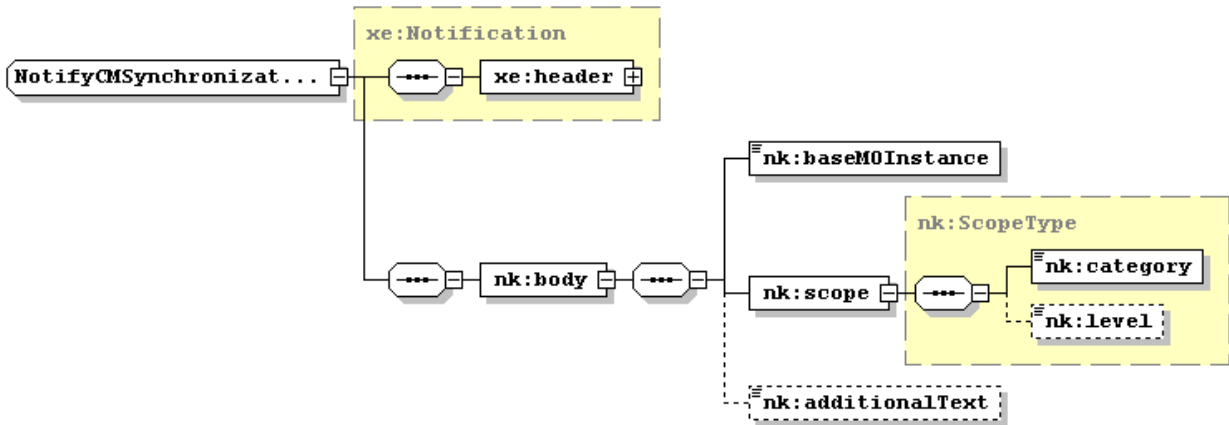 xe:Notification
NotifyCMSynchronizat...
xe:header
nk:baseMOInstance
nk:ScopeType
nk:category
nk:body
nk:scope
nk:level
nk:additionalText